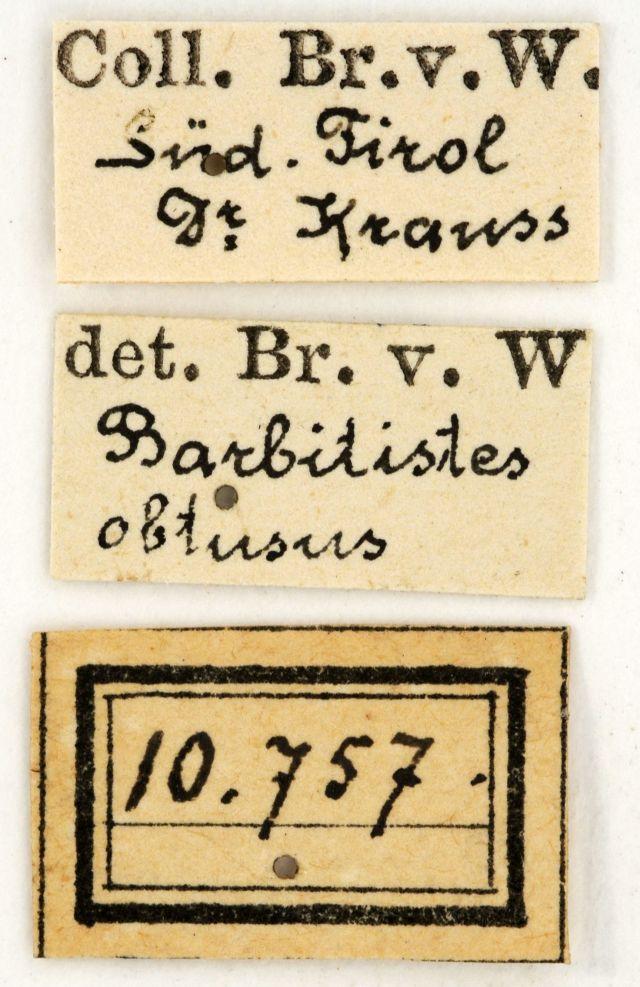 Coll. Br.v.W.
Süd. Tirol
Dr Krauss
det. Br. v. W
Barbitistes
obtusus
10.757.